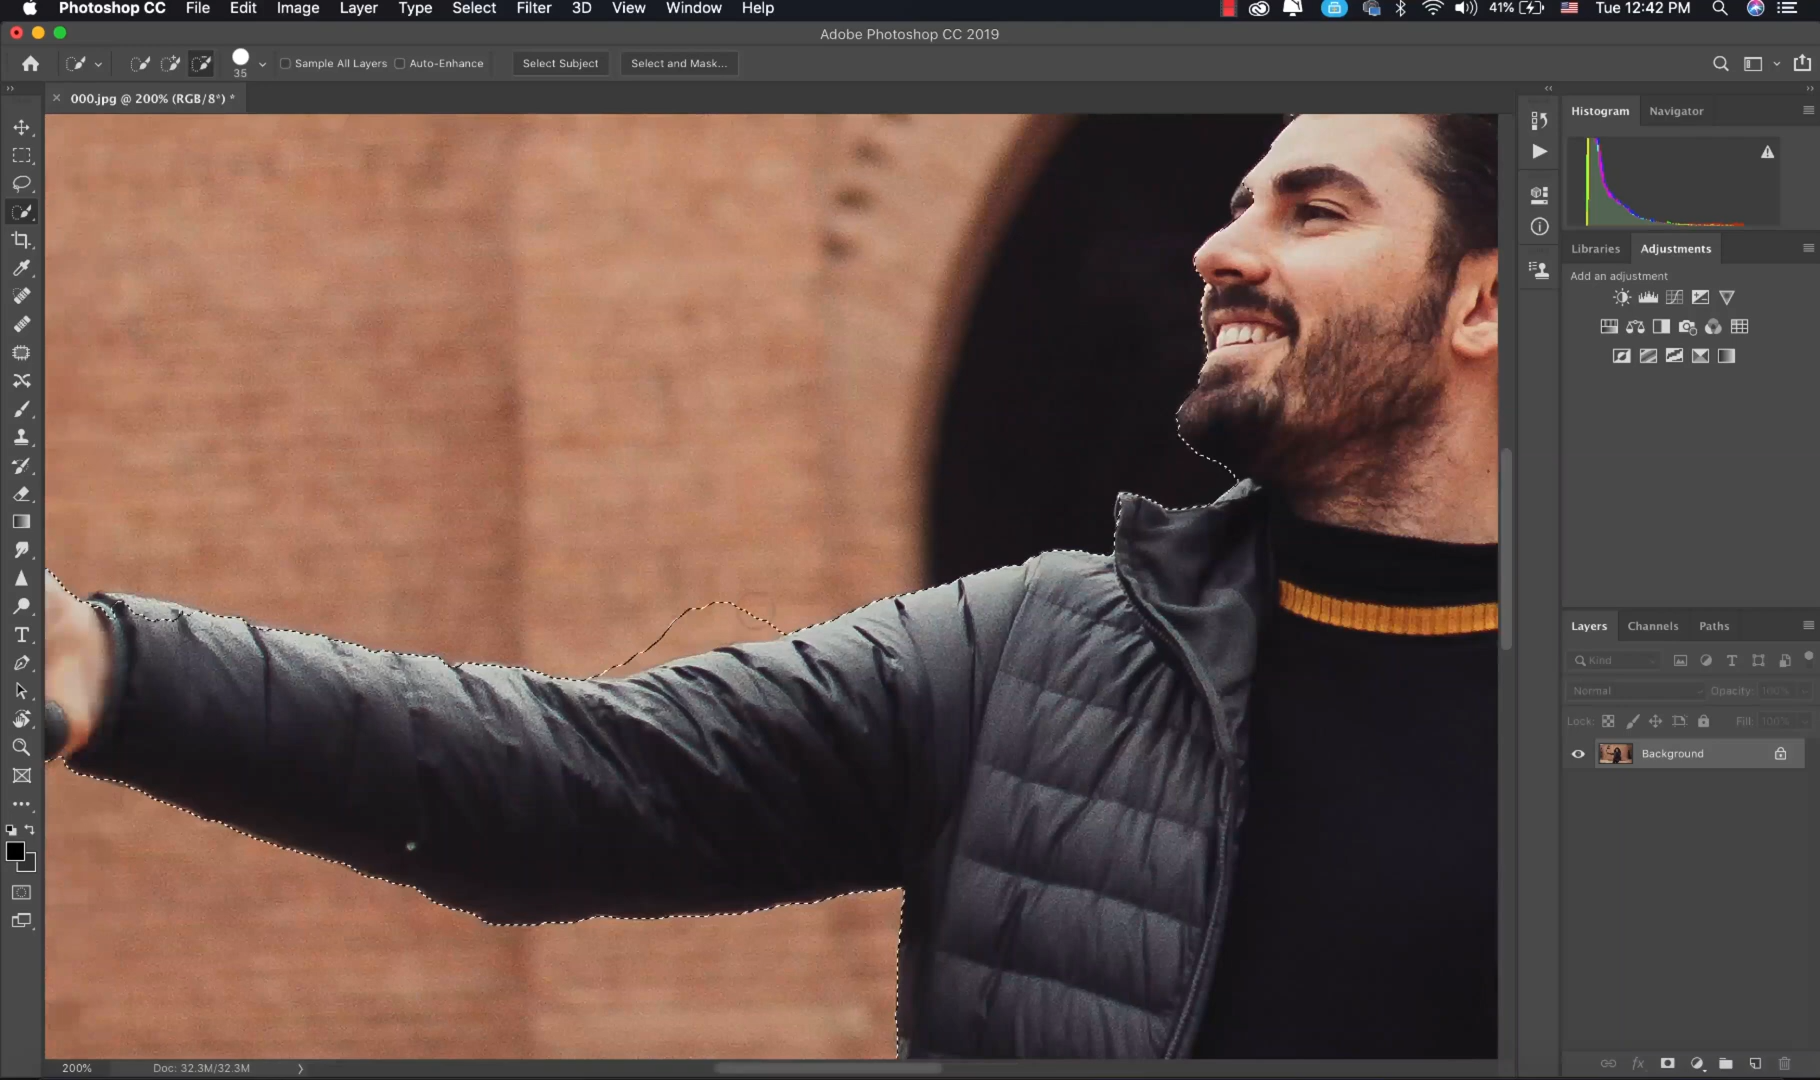 Photoshop CC File Edit Image Layer Type Select Filter 3D View Window Help 41% Tue 12:42 PM
Adobe Photoshop CC 2019
35 Sample All Layers Auto-Enhance Select Subject Select and Mask...
000.jpg @ 200% (RGB/8*) *
Histogram Navigator
Libraries Adjustments
Add an adjustment
Layers Channels Paths
Kind
Normal Opacity: 100%
Lock: Fill: 100%
Background
200% Doc: 32.3M/32.3M